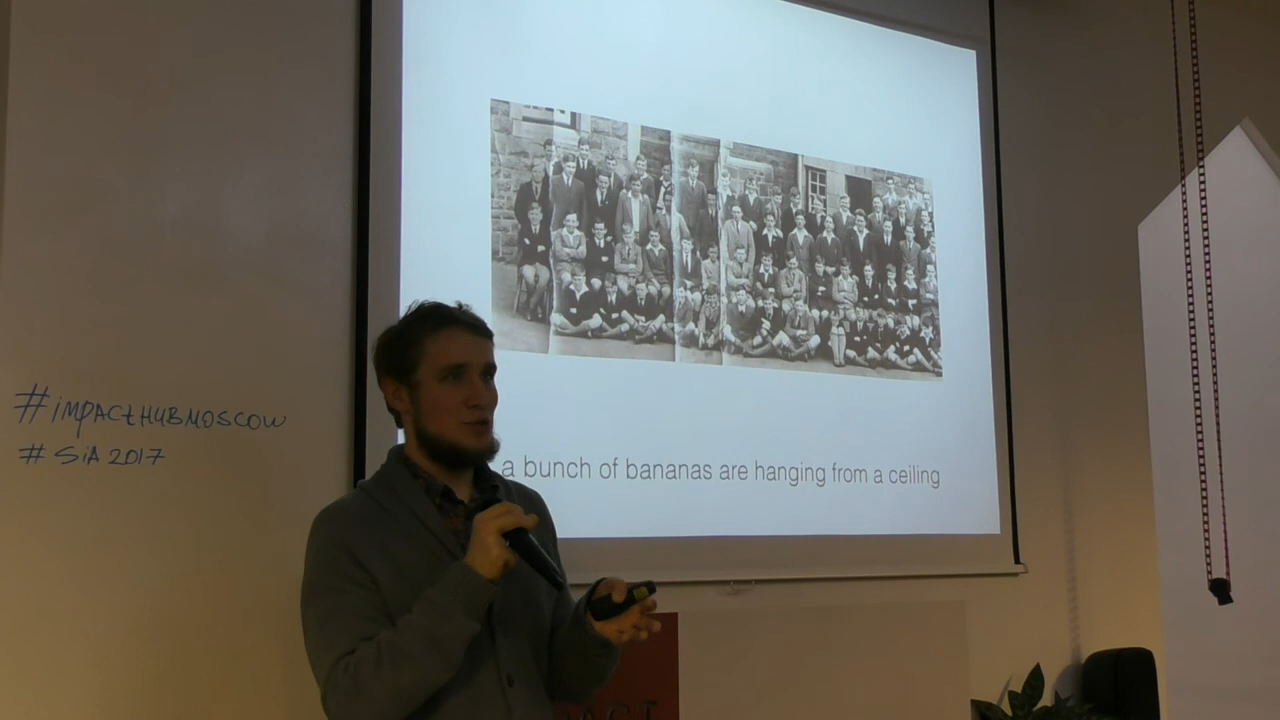 a bunch of bananas are hanging from a ceiling
#IMPACTHUBMOSCOW
# SIA 2017